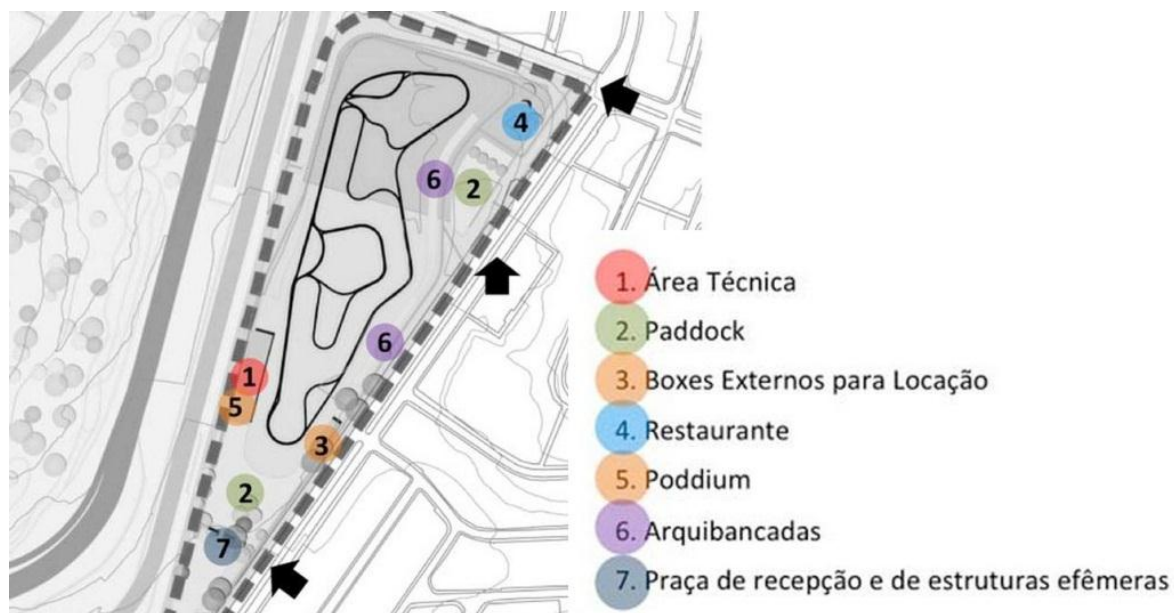 4
6
2
6
1
5
3
2
7
1. Área Técnica
2. Paddock
3. Boxes Externos para Locação
4. Restaurante
5. Poddium
6. Arquibancadas
7. Praça de recepção e de estruturas efêmeras